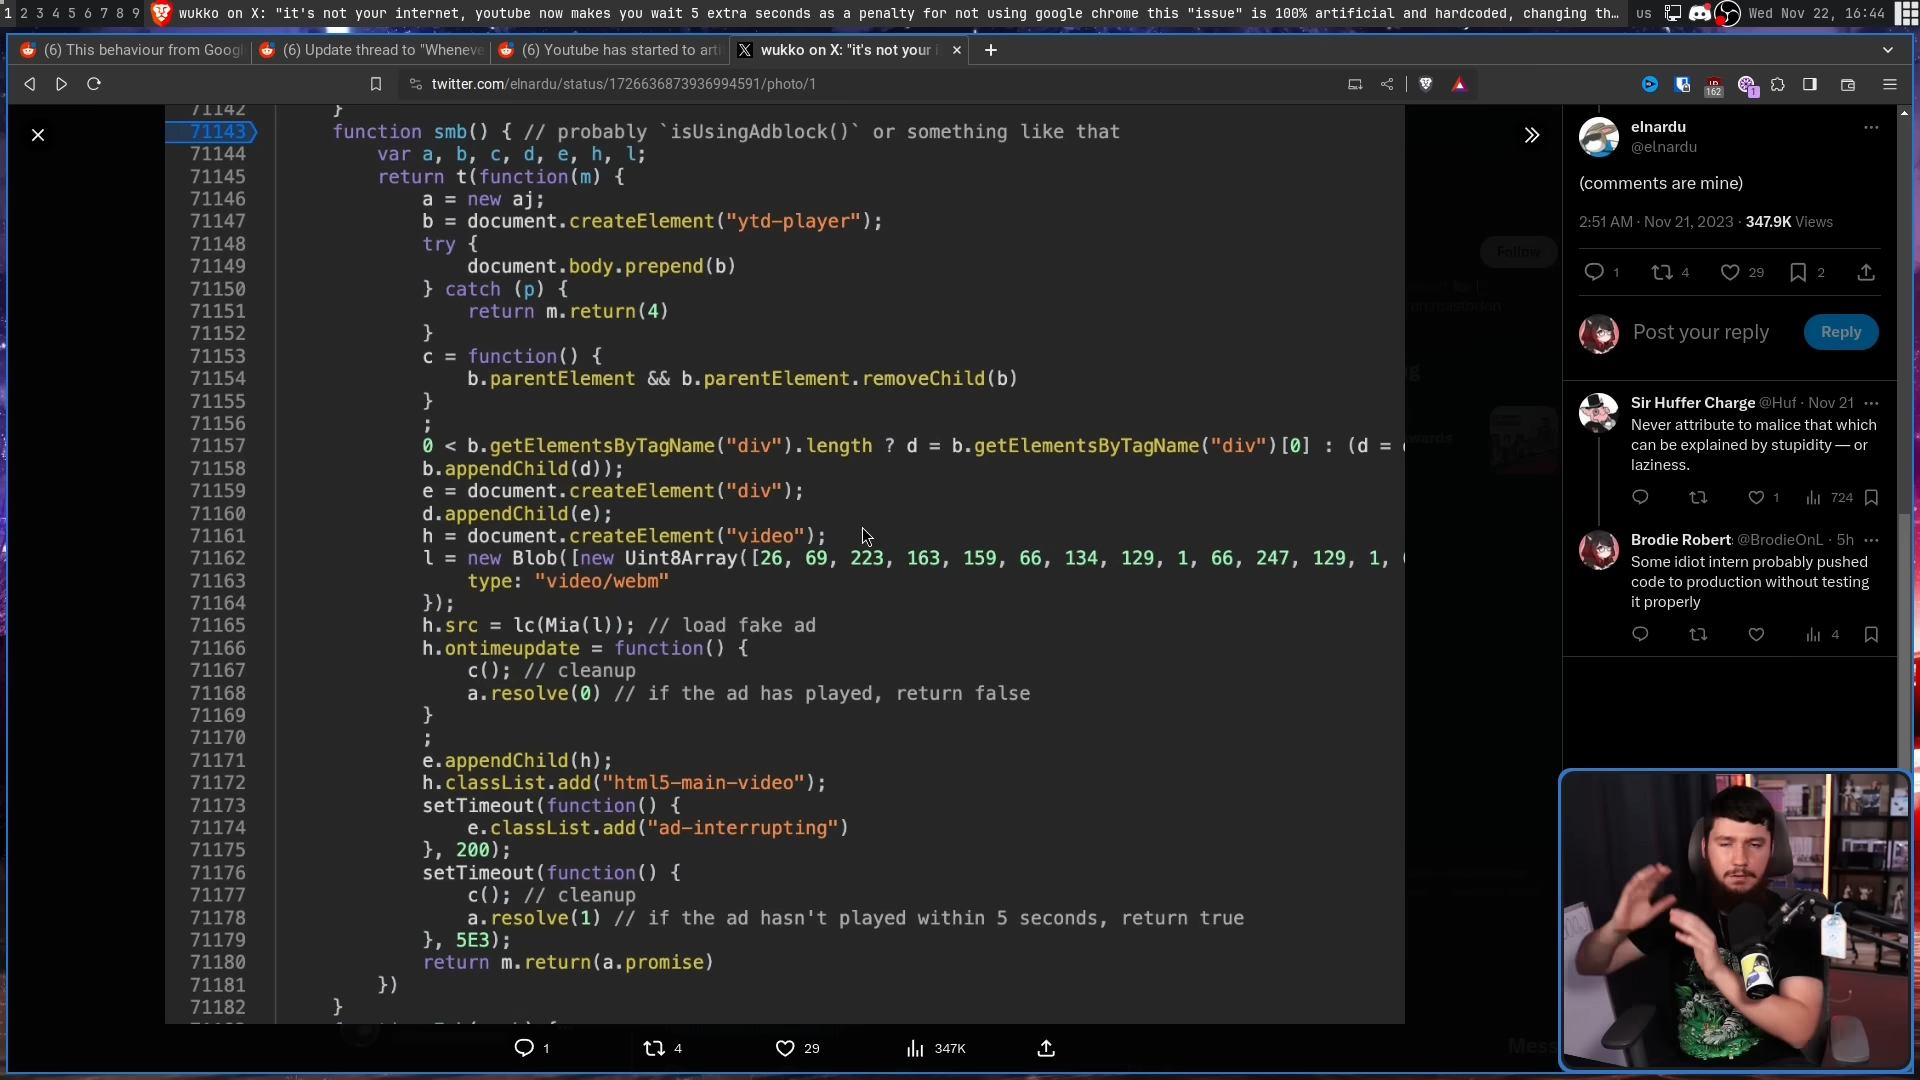 1 2 3 4 5 6 7 8 9 wukko on X: "it's not your internet, youtube now makes you wait 5 extra seconds as a penalty for not using google chrome this "issue" is 100% artificial and hardcoded, changing th… us Wed Nov 22, 16:44
(6) This behaviour from Googl (6) Update thread to "Wheneve (6) Youtube has started to arti wukko on X: "it's not your i
twitter.com/elnardu/status/1726636873936994591/photo/1
162
1
71142 }
71143 function smb() { // probably `isUsingAdblock()` or something like that
71144 var a, b, c, d, e, h, l;
71145 return t(function(m) {
71146 a = new aj;
71147 b = document.createElement("ytd-player");
71148 try {
71149 document.body.prepend(b)
71150 } catch (p) {
71151 return m.return(4)
71152 }
71153 c = function() {
71154 b.parentElement && b.parentElement.removeChild(b)
71155 }
71156 ;
71157 0 < b.getElementsByTagName("div").length ? d = b.getElementsByTagName("div")[0] : (d =
71158 b.appendChild(d));
71159 e = document.createElement("div");
71160 d.appendChild(e);
71161 h = document.createElement("video");
71162 l = new Blob([new Uint8Array([26, 69, 223, 163, 159, 66, 134, 129, 1, 66, 247, 129, 1,
71163 type: "video/webm"
71164 });
71165 h.src = lc(Mia(l)); // load fake ad
71166 h.ontimeupdate = function() {
71167 c(); // cleanup
71168 a.resolve(0) // if the ad has played, return false
71169 }
71170 ;
71171 e.appendChild(h);
71172 h.classList.add("html5-main-video");
71173 setTimeout(function() {
71174 e.classList.add("ad-interrupting")
71175 }, 200);
71176 setTimeout(function() {
71177 c(); // cleanup
71178 a.resolve(1) // if the ad hasn't played within 5 seconds, return true
71179 }, 5E3);
71180 return m.return(a.promise)
71181 })
71182 }
1 4 29 347K
Follow
elnardu
@elnardu
(comments are mine)
2:51 AM · Nov 21, 2023 · 347.9K Views
1 4 29 2
Post your reply Reply
Sir Huffer Charge @Huf · Nov 21
Never attribute to malice that which
can be explained by stupidity — or
laziness.
1 724
Brodie Robert: @BrodieOnL · 5h
Some idiot intern probably pushed
code to production without testing
it properly
4
Mess